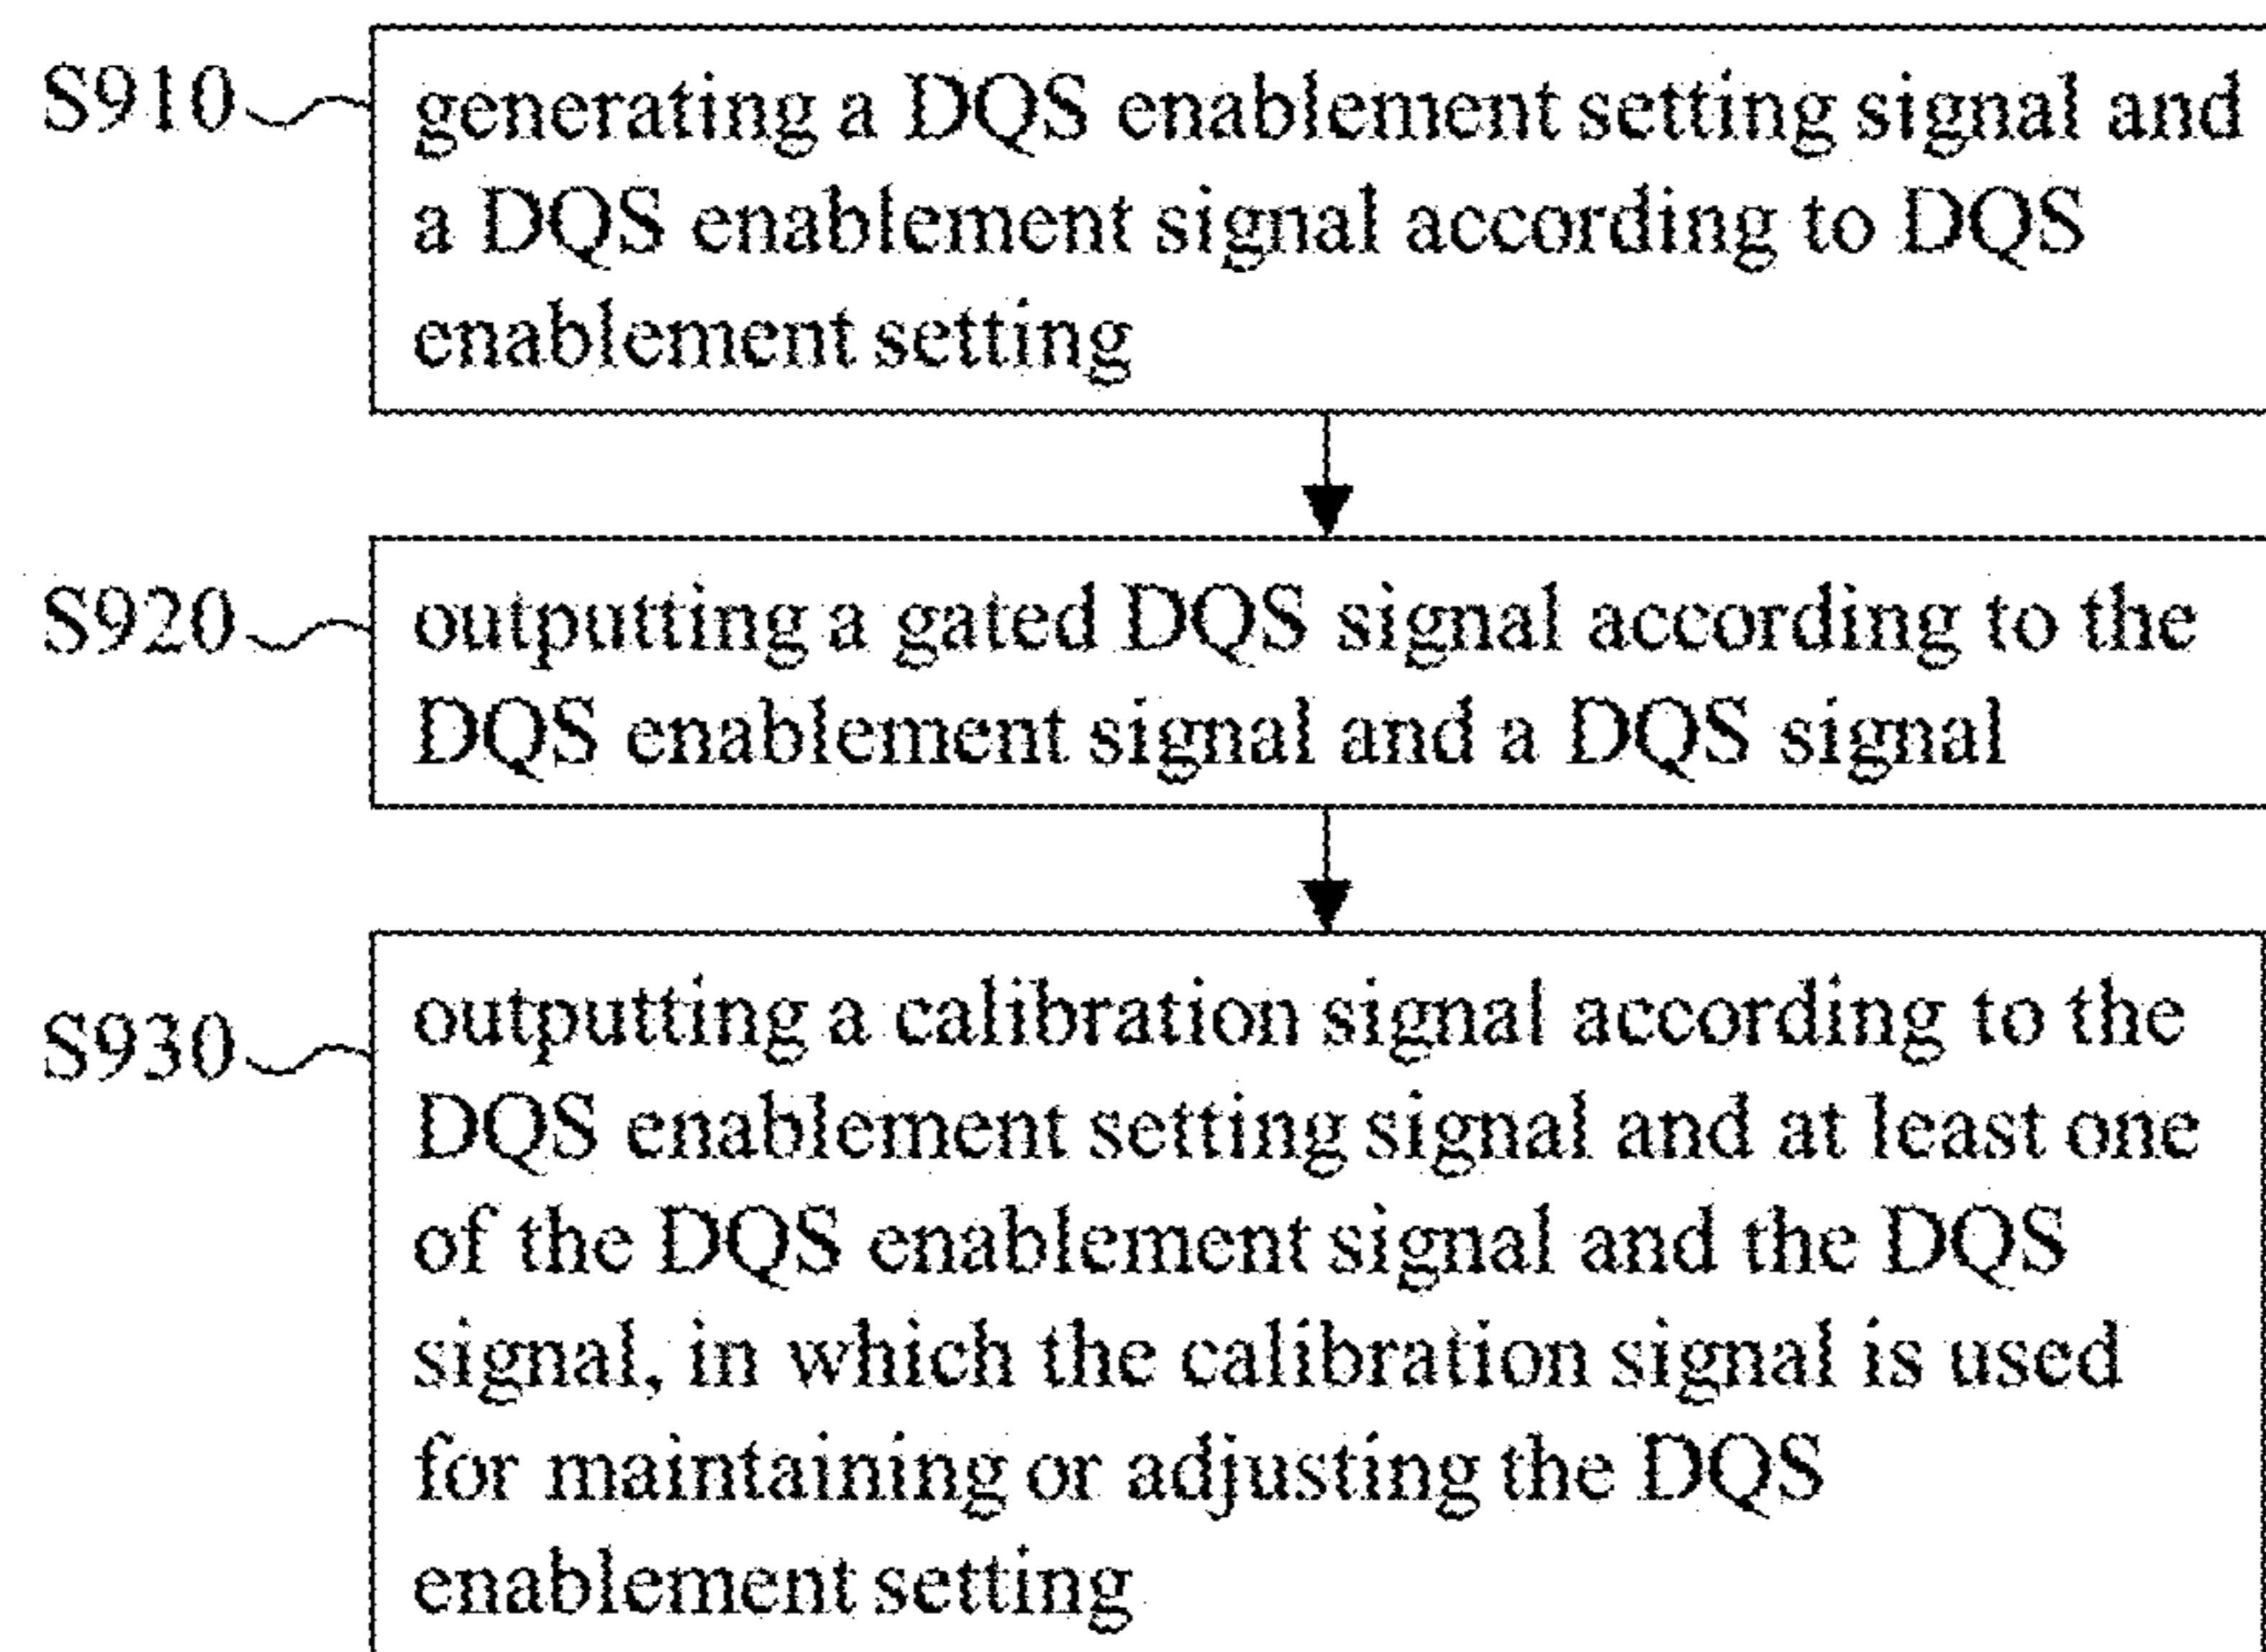 S910
generating a DQS enablement setting signal and
a DQS enablement signal according to DQS
enablement setting
S920
outputting a gated DQS signal according to the
DQS enablement signal and a DQS signal
S930
outputting a calibration signal according to the
DQS enablement setting signal and at least one
of the DQS enablement signal and the DQS
signal, in which the calibration signal is used
for maintaining or adjusting the DQS
enablement setting